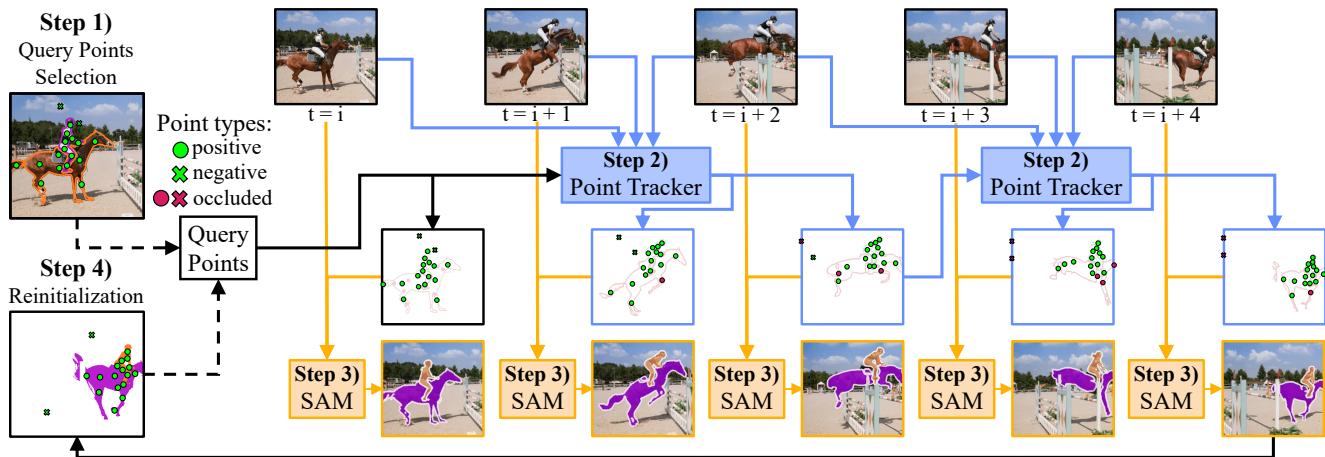 Step 1)
Query Points
Selection
Point types:
positive
negative
occluded
Query
Points
Step 4)
Reinitialization
t = i
t = i + 1
t = i + 2
t = i + 3
t = i + 4
Step 2)
Point Tracker
Step 2)
Point Tracker
Step 3)
SAM
Step 3)
SAM
Step 3)
SAM
Step 3)
SAM
Step 3)
SAM